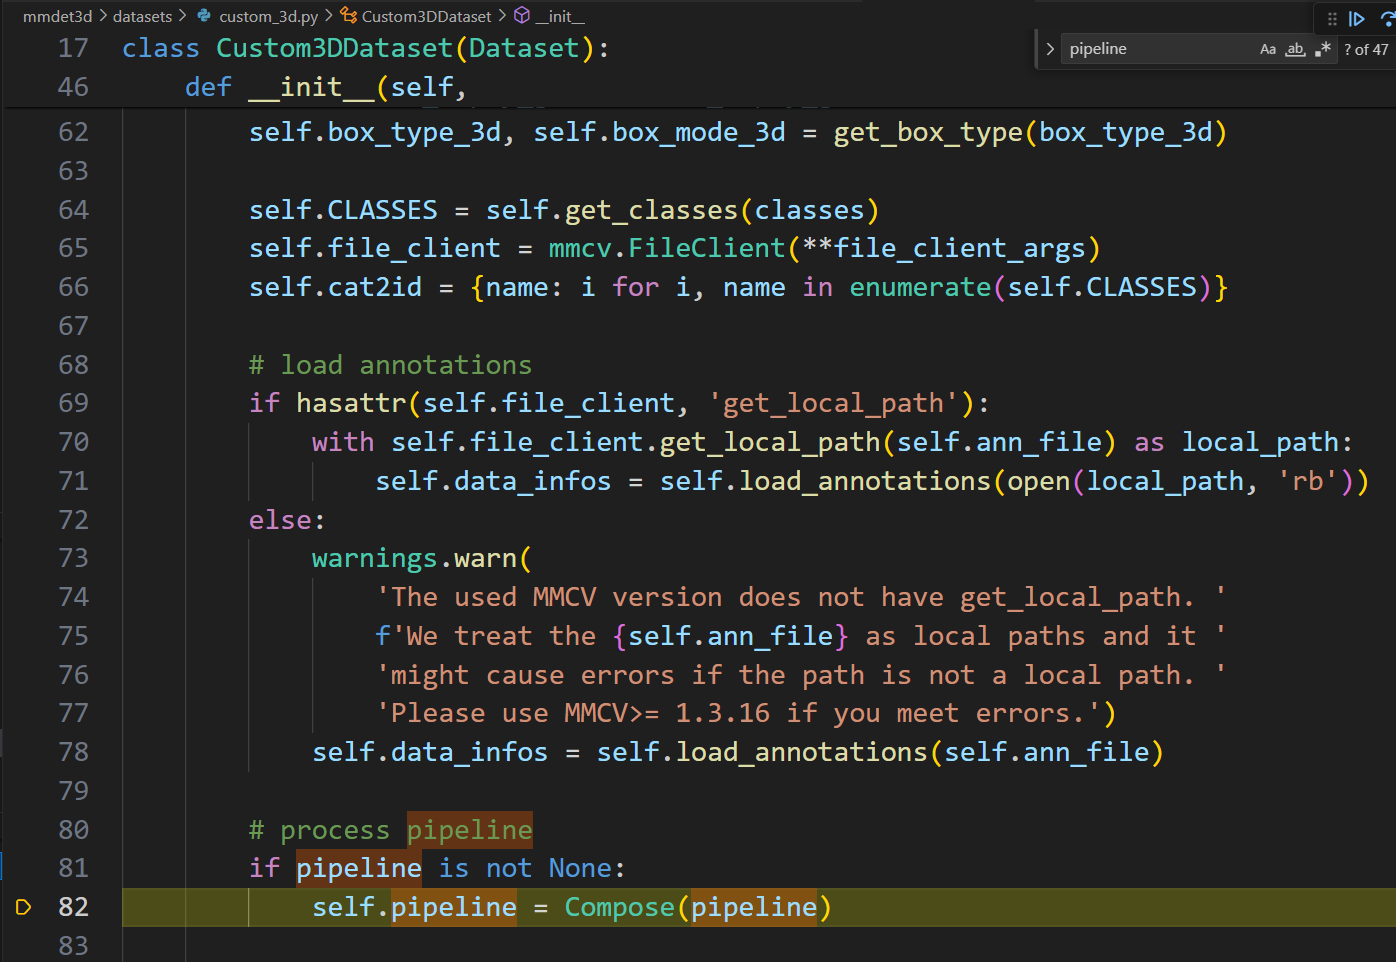 mmdet3d > datasets > custom_3d.py > Custom3DDataset > __init__
pipeline Aa ab .* ? of 47
17 class Custom3DDataset(Dataset):
46 def __init__(self,
62 self.box_type_3d, self.box_mode_3d = get_box_type(box_type_3d)
63
64 self.CLASSES = self.get_classes(classes)
65 self.file_client = mmcv.FileClient(**file_client_args)
66 self.cat2id = {name: i for i, name in enumerate(self.CLASSES)}
67
68 # load annotations
69 if hasattr(self.file_client, 'get_local_path'):
70 with self.file_client.get_local_path(self.ann_file) as local_path:
71 self.data_infos = self.load_annotations(open(local_path, 'rb'))
72 else:
73 warnings.warn(
74 'The used MMCV version does not have get_local_path. '
75 f'We treat the {self.ann_file} as local paths and it '
76 'might cause errors if the path is not a local path. '
77 'Please use MMCV>= 1.3.16 if you meet errors.')
78 self.data_infos = self.load_annotations(self.ann_file)
79
80 # process pipeline
81 if pipeline is not None:
82 self.pipeline = Compose(pipeline)
83